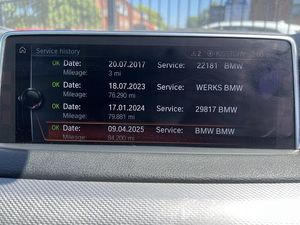 Service history
OK Date: 20.07.2017 Service: 22181 BMW
Mileage: 3 mi
OK Date: 18.07.2023 Service: WERKS BMW
Mileage: 76.290 mi
OK Date: 17.01.2024 Service: 29817 BMW
Mileage: 79.881 mi
OK Date: 09.04.2025 Service: BMW BMW
Mileage: 84.200 mi